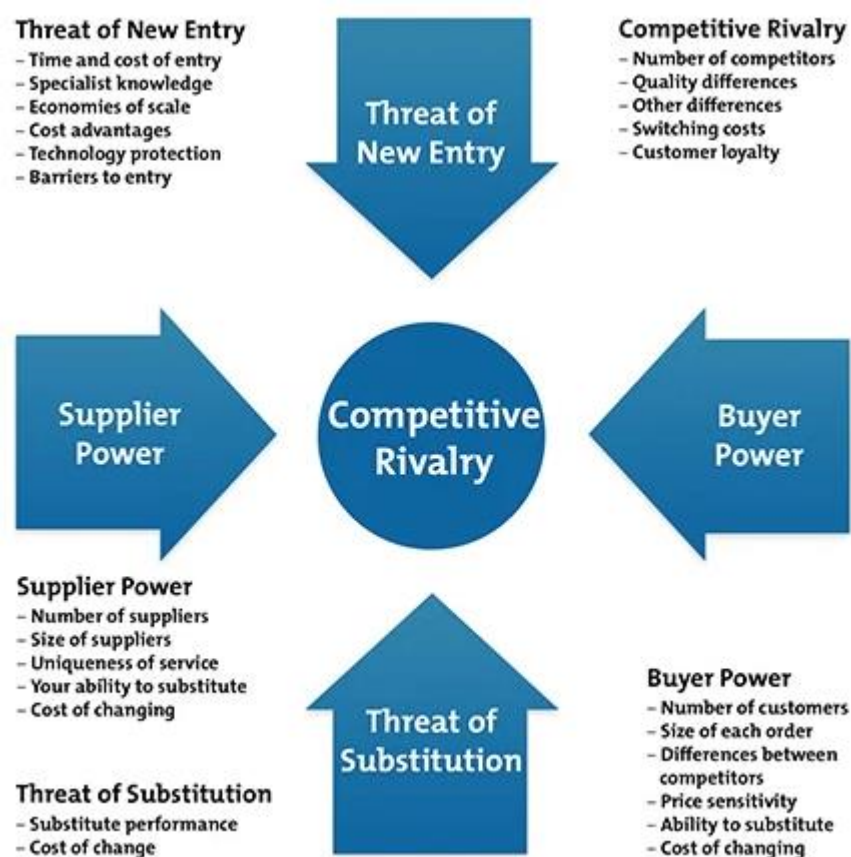 Threat of New Entry
– Time and cost of entry
– Specialist knowledge
– Economies of scale
– Cost advantages
– Technology protection
– Barriers to entry
Threat of
New Entry
Competitive Rivalry
– Number of competitors
– Quality differences
– Other differences
– Switching costs
– Customer loyalty
Supplier
Power
Competitive
Rivalry
Buyer
Power
Supplier Power
– Number of suppliers
– Size of suppliers
– Uniqueness of service
– Your ability to substitute
– Cost of changing
Threat of
Substitution
Buyer Power
– Number of customers
– Size of each order
– Differences between
competitors
– Price sensitivity
– Ability to substitute
– Cost of changing
Threat of Substitution
– Substitute performance
– Cost of change